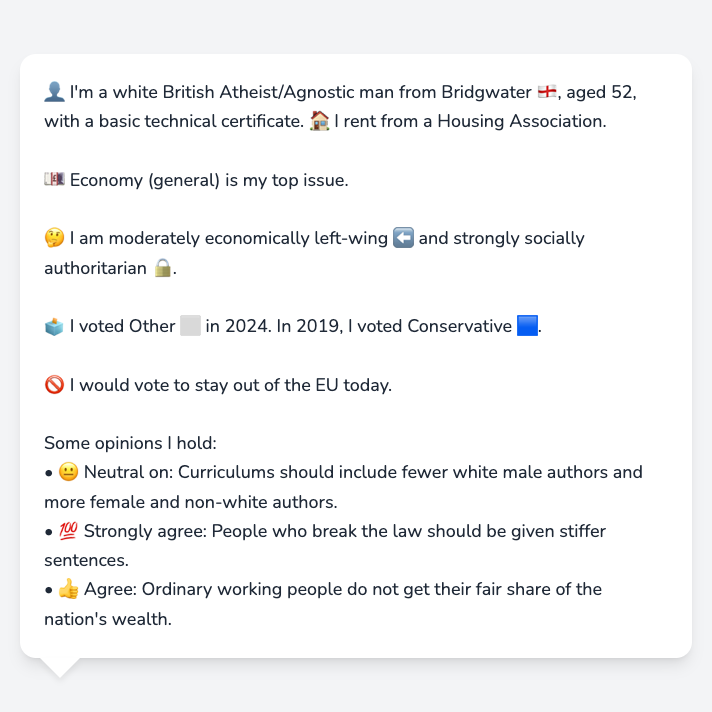 👤 I'm a white British Atheist/Agnostic man from Bridgwater 🏴󠁧󠁢󠁥󠁮󠁧󠁿, aged 52,
with a basic technical certificate. 🏠 I rent from a Housing Association.
💷 Economy (general) is my top issue.
🤔 I am moderately economically left-wing ⬅️ and strongly socially
authoritarian 🔒.
🗳️ I voted Other ⬜ in 2024. In 2019, I voted Conservative 🟦.
🚫 I would vote to stay out of the EU today.
Some opinions I hold:
• 😐 Neutral on: Curriculums should include fewer white male authors and
more female and non-white authors.
• 💯 Strongly agree: People who break the law should be given stiffer
sentences.
• 👍 Agree: Ordinary working people do not get their fair share of the
nation's wealth.